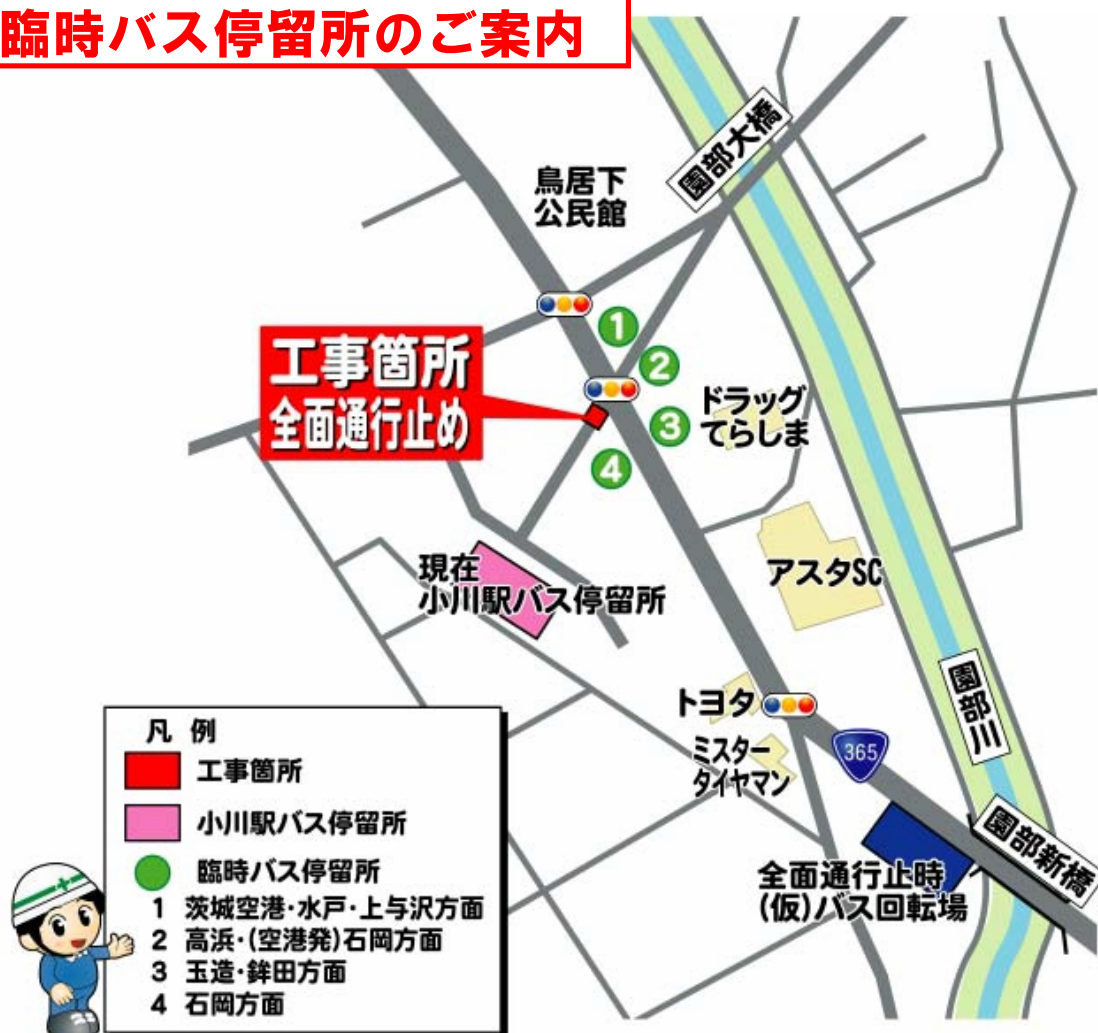 臨時バス停留所のご案内
園部大橋
鳥居下
公民館
1
2
3
4
工事箇所
全面通行止め
ドラッグ
てらしま
現在
小川駅バス停留所
アスタSC
園部川
トヨタ
365
ミスター
タイヤマン
園部新橋
全面通行止時
(仮)バス回転場
凡 例
工事箇所
小川駅バス停留所
臨時バス停留所
1 茨城空港・水戸・上与沢方面
2 高浜・(空港発)石岡方面
3 玉造・鉾田方面
4 石岡方面